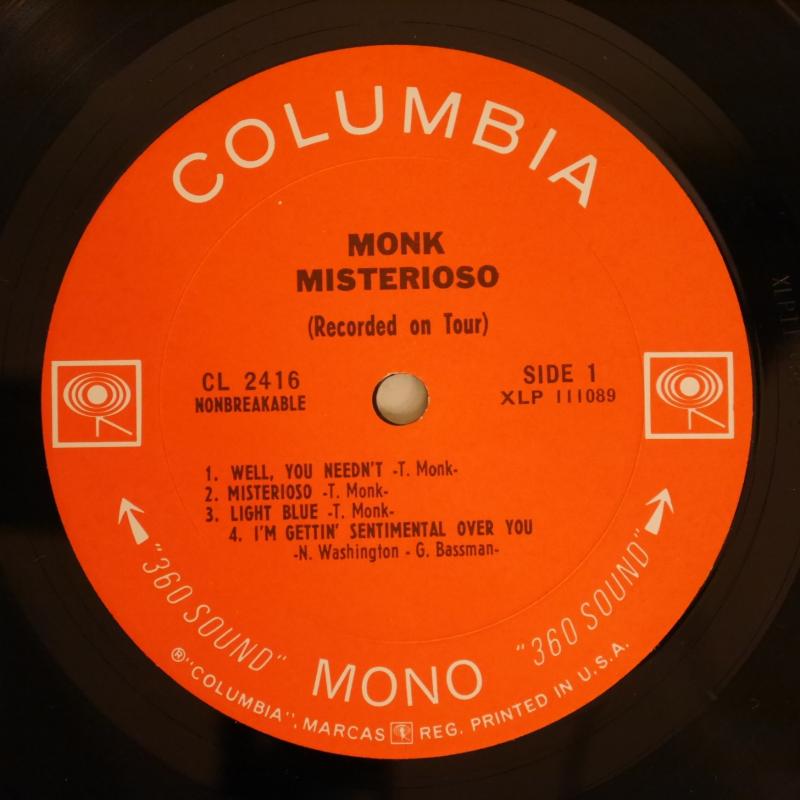 COLUMBIA
MONK
MISTERIOSO
(Recorded on Tour)
CL 2416
NONBREAKABLE
SIDE 1
XLP 111089
1. WELL, YOU NEEDN'T -T. Monk-
2. MISTERIOSO -T. Monk-
3. LIGHT BLUE -T. Monk-
4. I'M GETTIN' SENTIMENTAL OVER YOU
-N. Washington - G. Bassman-
"360 SOUND"
MONO
"360 SOUND"
® "COLUMBIA", MARCAS REG. PRINTED IN U.S.A.